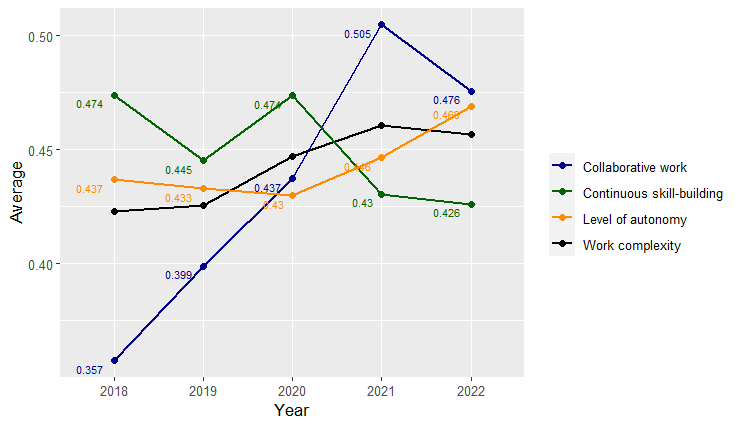 0.50
0.45
0.40
Average
0.505
0.474
0.474
0.476
0.469
0.445
0.446
0.437
0.433
0.437
0.43
0.43
0.426
0.399
0.357
2018 2019 2020 2021 2022
Year
Collaborative work
Continuous skill-building
Level of autonomy
Work complexity